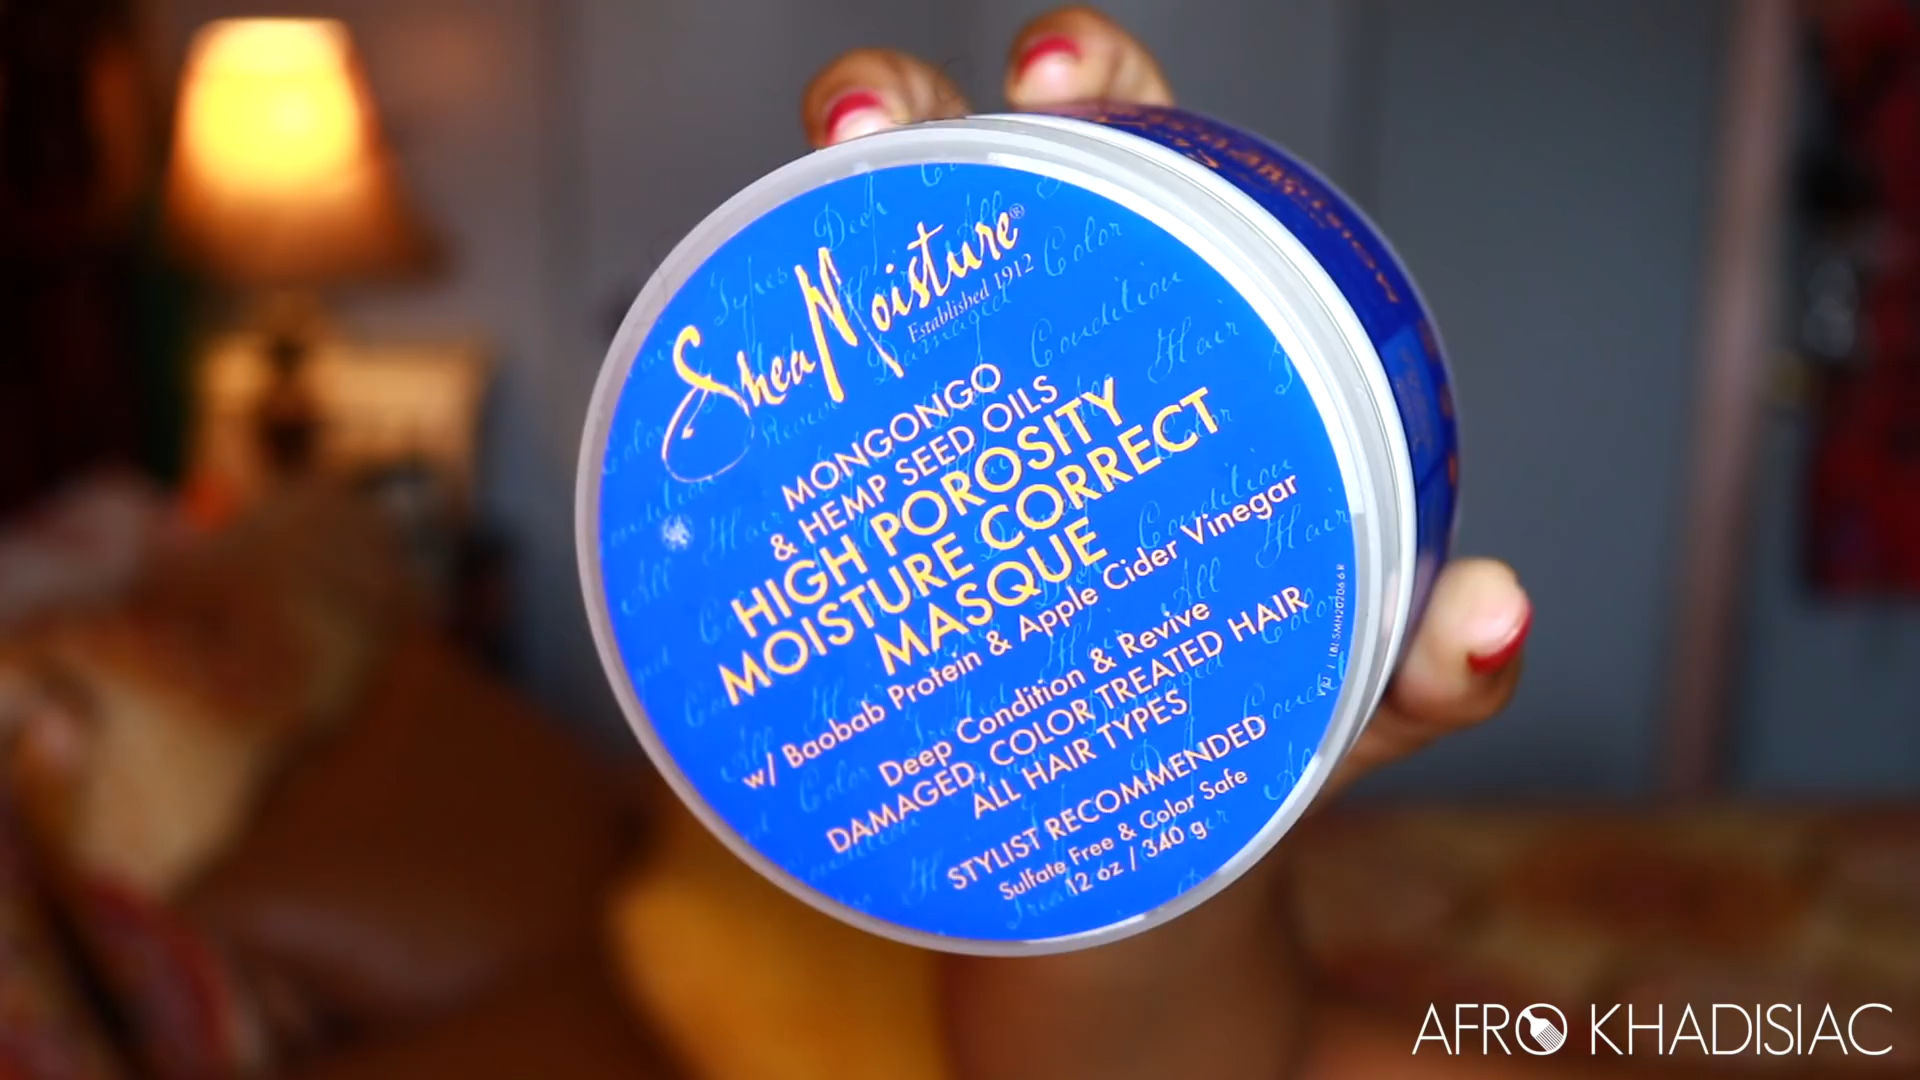 SheaMoisture®
Established 1912
MONGONGO
& HEMP SEED OILS
HIGH POROSITY
MOISTURE CORRECT
MASQUE
w/ Baobab Protein & Apple Cider Vinegar
Deep Condition & Revive
DAMAGED, COLOR TREATED HAIR
ALL HAIR TYPES
STYLIST RECOMMENDED
Sulfate Free & Color Safe
12 oz / 340 g
AFRO KHADISIAC